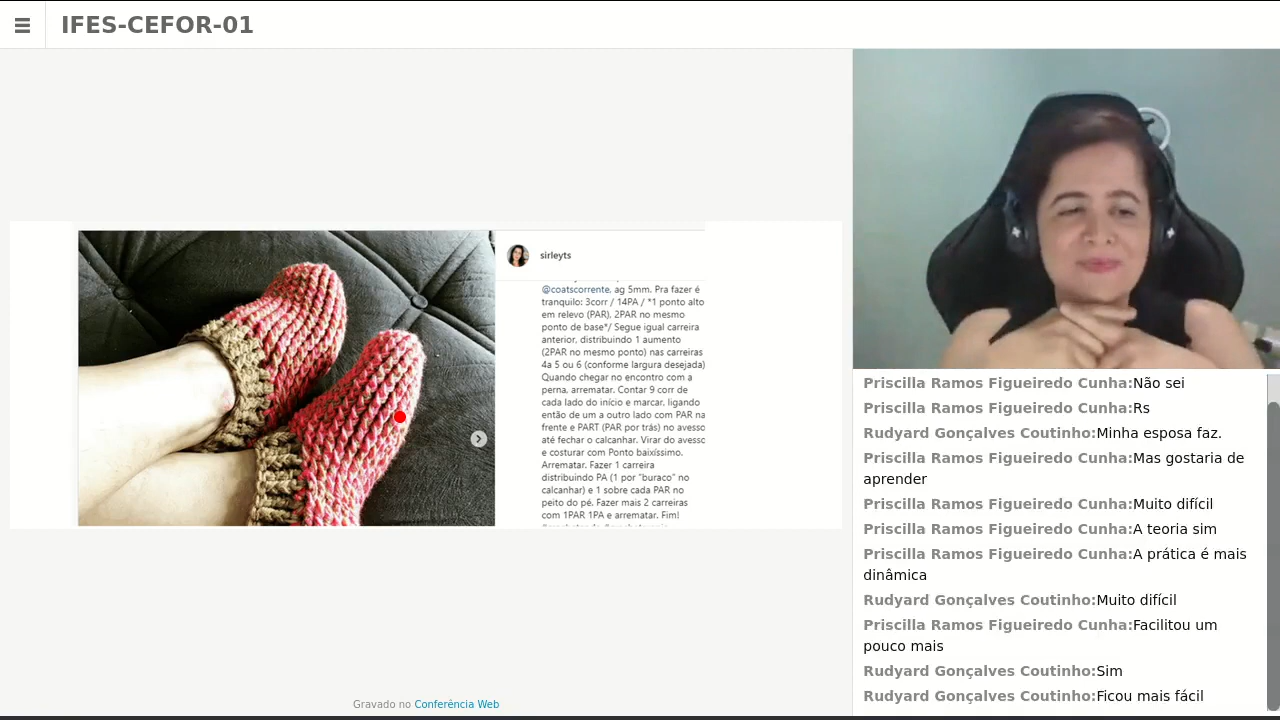 IFES-CEFOR-01
sirleyts
@coatscorrente, ag 5mm. Pra fazer é
tranquilo: 3corr / 14PA / *1 ponto alto
em relevo (PAR), 2PAR no mesmo
ponto de base*/ Segue igual carreira
anterior, distribuindo 1 aumento
(2PAR no mesmo ponto) nas carreiras
4a 5 ou 6 (conforme largura desejada)
Quando chegar no encontro com a
perna, arrematar. Contar 9 corr de
cada lado do início e marcar, ligando
então de um a outro lado com PAR na
frente e PART (PAR por trás) no avesso
até fechar o calcanhar. Virar do avesso
e costurar com Ponto baixíssimo.
Arrematar. Fazer 1 carreira
distribuindo PA (1 por "buraco" no
calcanhar) e 1 sobre cada PAR no
peito do pé. Fazer mais 2 carreiras
com 1PAR 1PA e arrematar. Fim!
Gravado no Conferência Web
Priscilla Ramos Figueiredo Cunha:Não sei
Priscilla Ramos Figueiredo Cunha:Rs
Rudyard Gonçalves Coutinho:Minha esposa faz.
Priscilla Ramos Figueiredo Cunha:Mas gostaria de
aprender
Priscilla Ramos Figueiredo Cunha:Muito difícil
Priscilla Ramos Figueiredo Cunha:A teoria sim
Priscilla Ramos Figueiredo Cunha:A prática é mais
dinâmica
Rudyard Gonçalves Coutinho:Muito difícil
Priscilla Ramos Figueiredo Cunha:Facilitou um
pouco mais
Rudyard Gonçalves Coutinho:Sim
Rudyard Gonçalves Coutinho:Ficou mais fácil